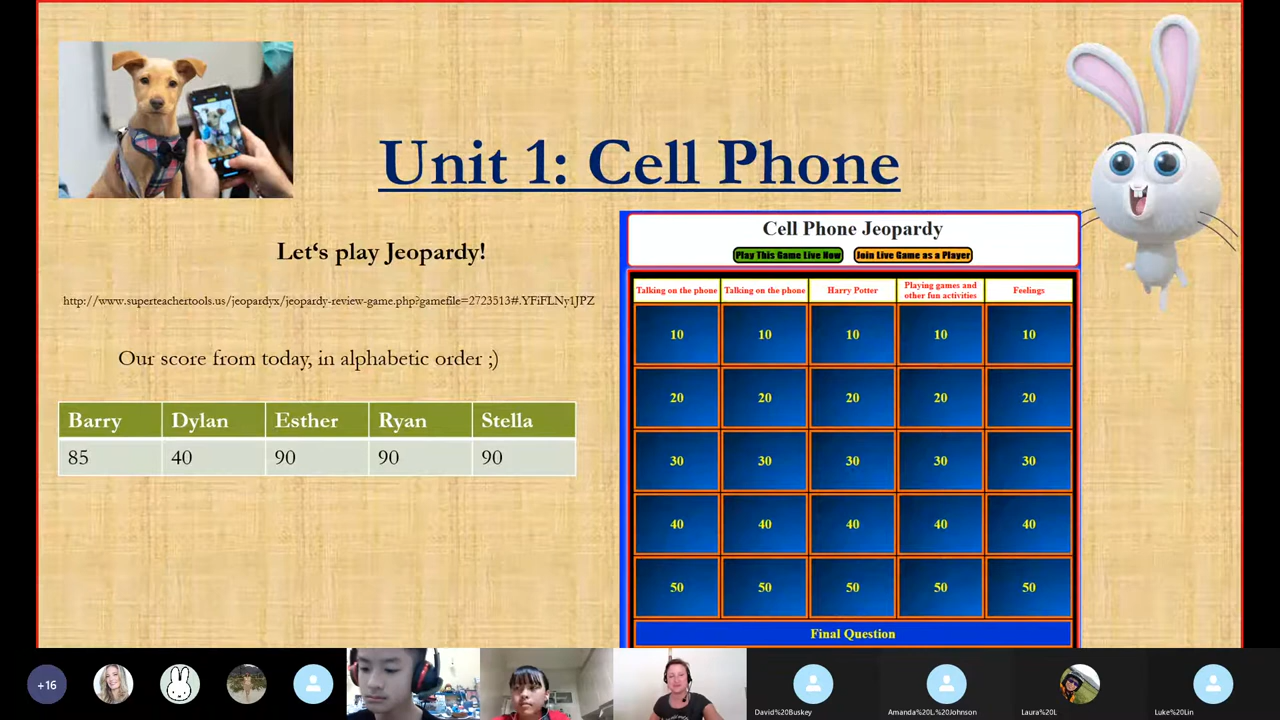 Unit 1: Cell Phone
Let‘s play Jeopardy!
http://www.superteachertools.us/jeopardyx/jeopardy-review-game.php?gamefile=2723513#.YFiFLNy1JPZ
Our score from today, in alphabetic order ;)
Barry Dylan Esther Ryan Stella
85 40 90 90 90
Cell Phone Jeopardy
Play This Game Live Now Join Live Game as a Player
Talking on the phone Talking on the phone Harry Potter Playing games and other fun activities Feelings
10 10 10 10 10
20 20 20 20 20
30 30 30 30 30
40 40 40 40 40
50 50 50 50 50
Final Question
+16
David%20Buskey Amanda%20L.%20Johnson Laura%20L Luke%20Lin